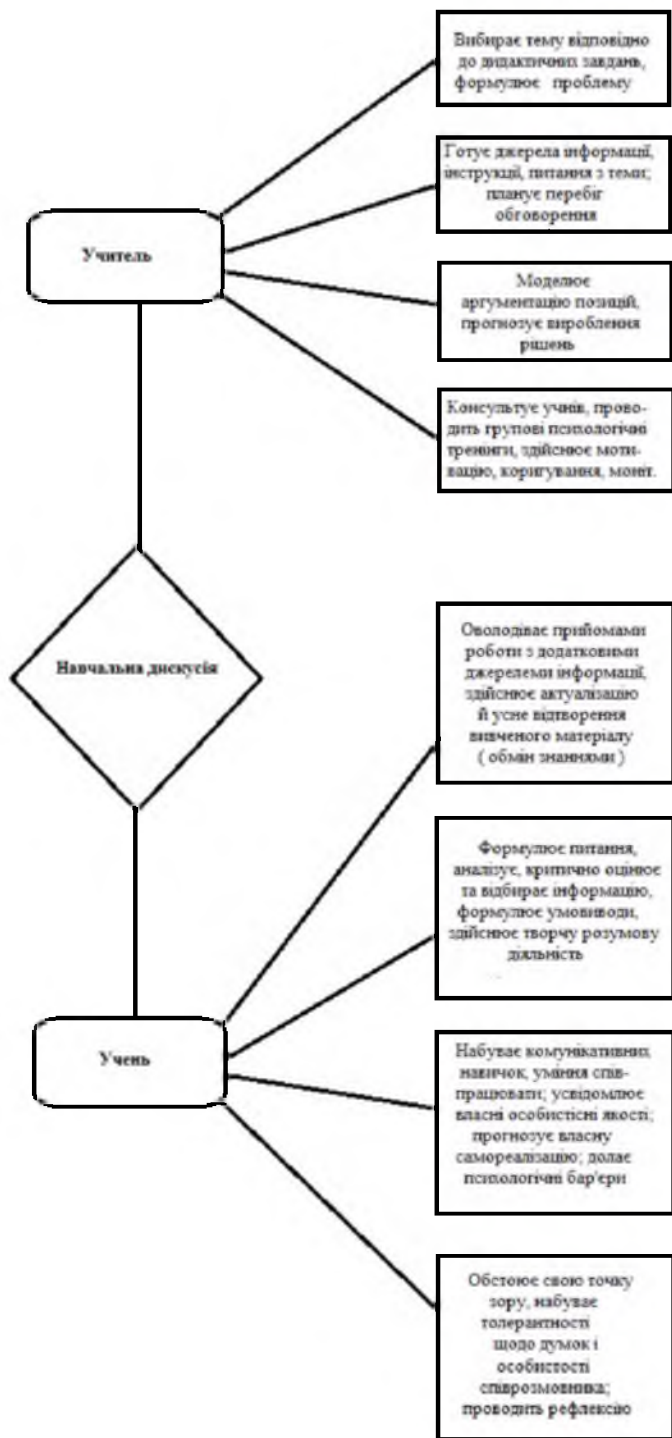 Вибирає тему відповідно
до дидактичних завдань,
формулює проблему
Готує джерела інформації,
інструкції, питання з теми;
планує перебіг
обговорення
Учитель
Моделює
аргументацію позицій,
прогнозує вироблення
рішень
Консультує учнів, прово-
дить групові психологічні
тренінги, здійснює моти-
вацію, коригування, моніт.
Навчальна дискусія
Оволодіває прийомами
роботи з додатковими
джерелеми інформації,
здійснює актуалізацію
й усне відтворення
вивченого матеріалу
( обмін знаннями )
Формулює питання,
аналізує, критично оцінює
та відбирає інформацію,
формулює умовиводи,
здійснює творчу розумову
діяльність
Учень
Набуває комунікативних
навичок, уміння спів-
працювати; усвідомлює
власні особистісні якості;
прогнозує власну
самореалізацію; долає
психологічні бар'єри
Обстоює свою точку
зору, набуває
толерантності
щодо думок і
особистості
співрозмовника;
проводить рефлексію